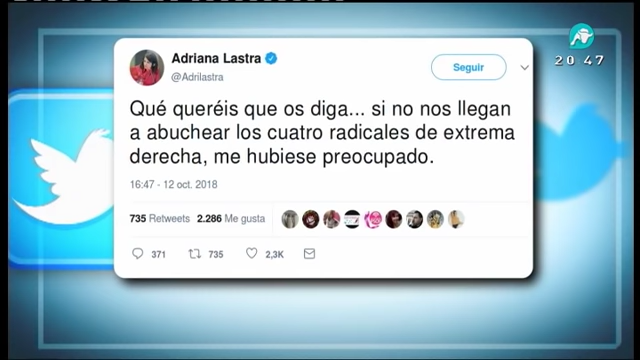 20 47
Adriana Lastra
@Adrilastra
Seguir
Qué queréis que os diga... si no nos llegan
a abuchear los cuatro radicales de extrema
derecha, me hubiese preocupado.
16:47 - 12 oct. 2018
735 Retweets 2.286 Me gusta
371 735 2,3K